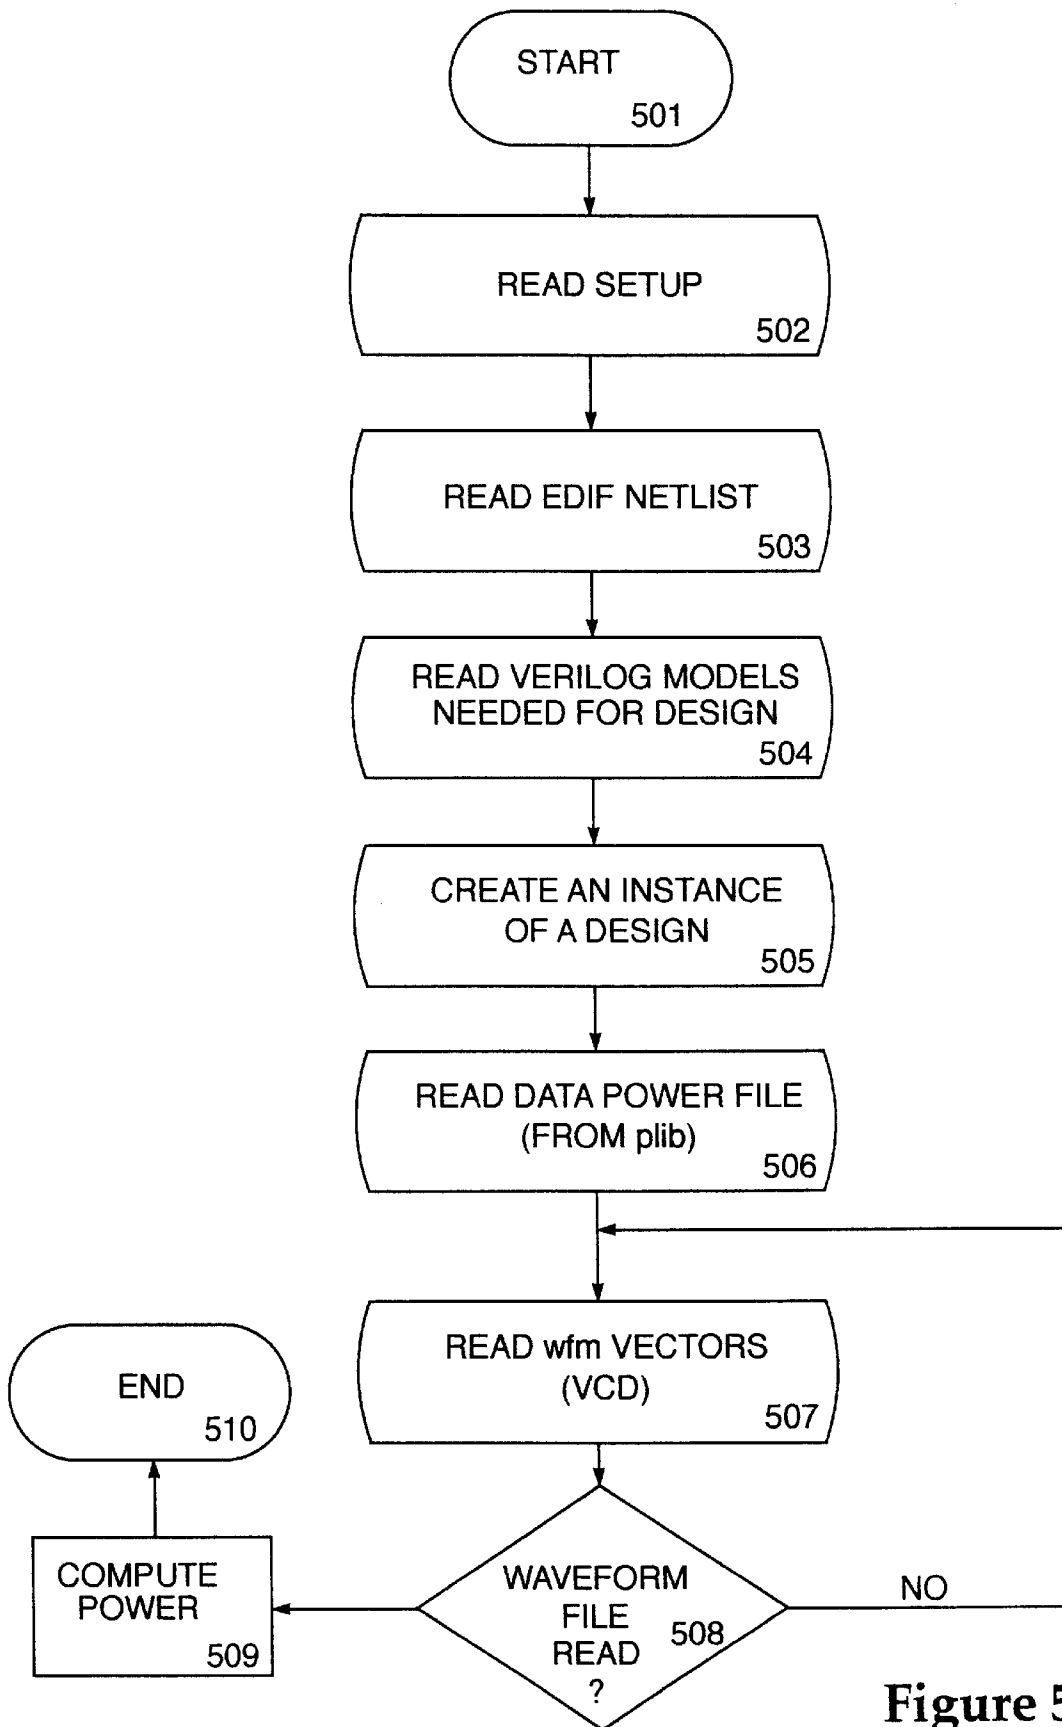 START
501
READ SETUP
502
READ EDIF NETLIST
503
READ VERILOG MODELS
NEEDED FOR DESIGN
504
CREATE AN INSTANCE
OF A DESIGN
505
READ DATA POWER FILE
(FROM plib)
506
READ wfm VECTORS
(VCD)
507
END
510
COMPUTE
POWER
509
WAVEFORM
FILE
READ
?
508
NO
Figure 5